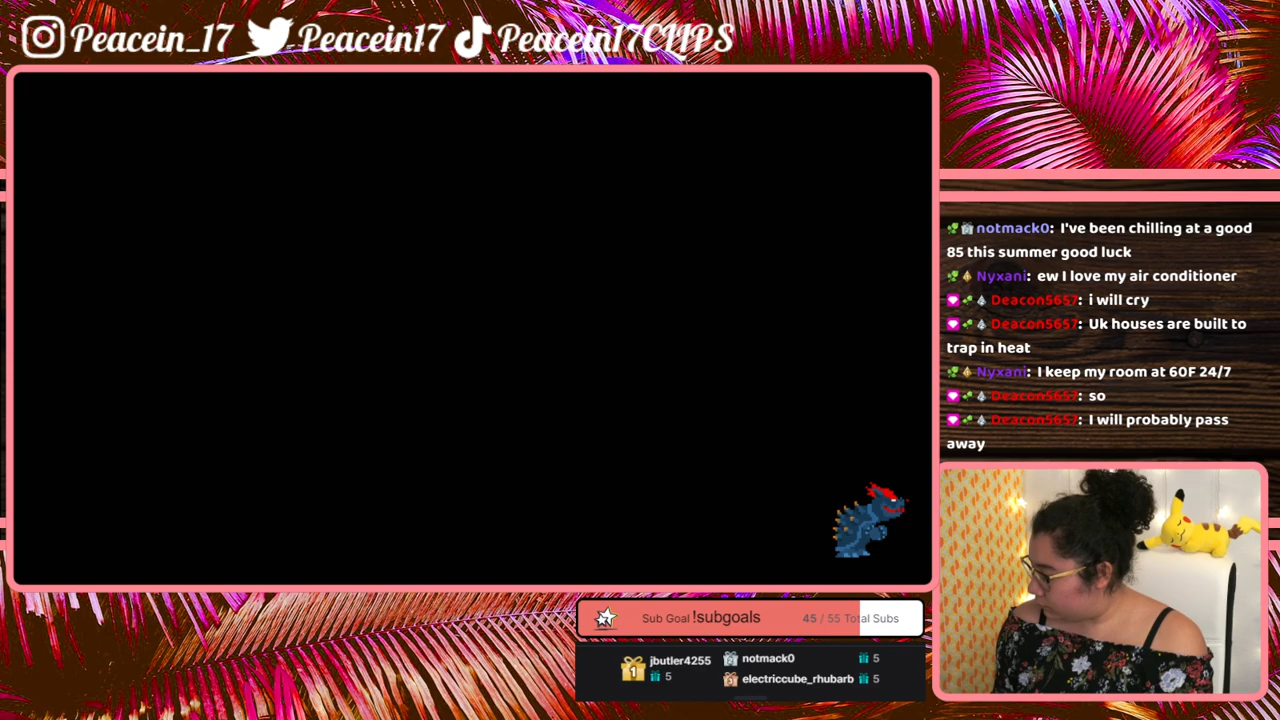 Peacein_17 Peacein17 Peacein17ClIPS
notmack0: I've been chilling at a good
85 this summer good luck
Nyxani: ew I love my air conditioner
Deacon5657: i will cry
Deacon5657: Uk houses are built to
trap in heat
Nyxani: I keep my room at 60F 24/7
Deacon5657: so
Deacon5657: I will probably pass
away
Sub Goal !subgoals 45 / 55 Total Subs
1 jbutler4255 5
notmack0 5
electriccube_rhubarb 5